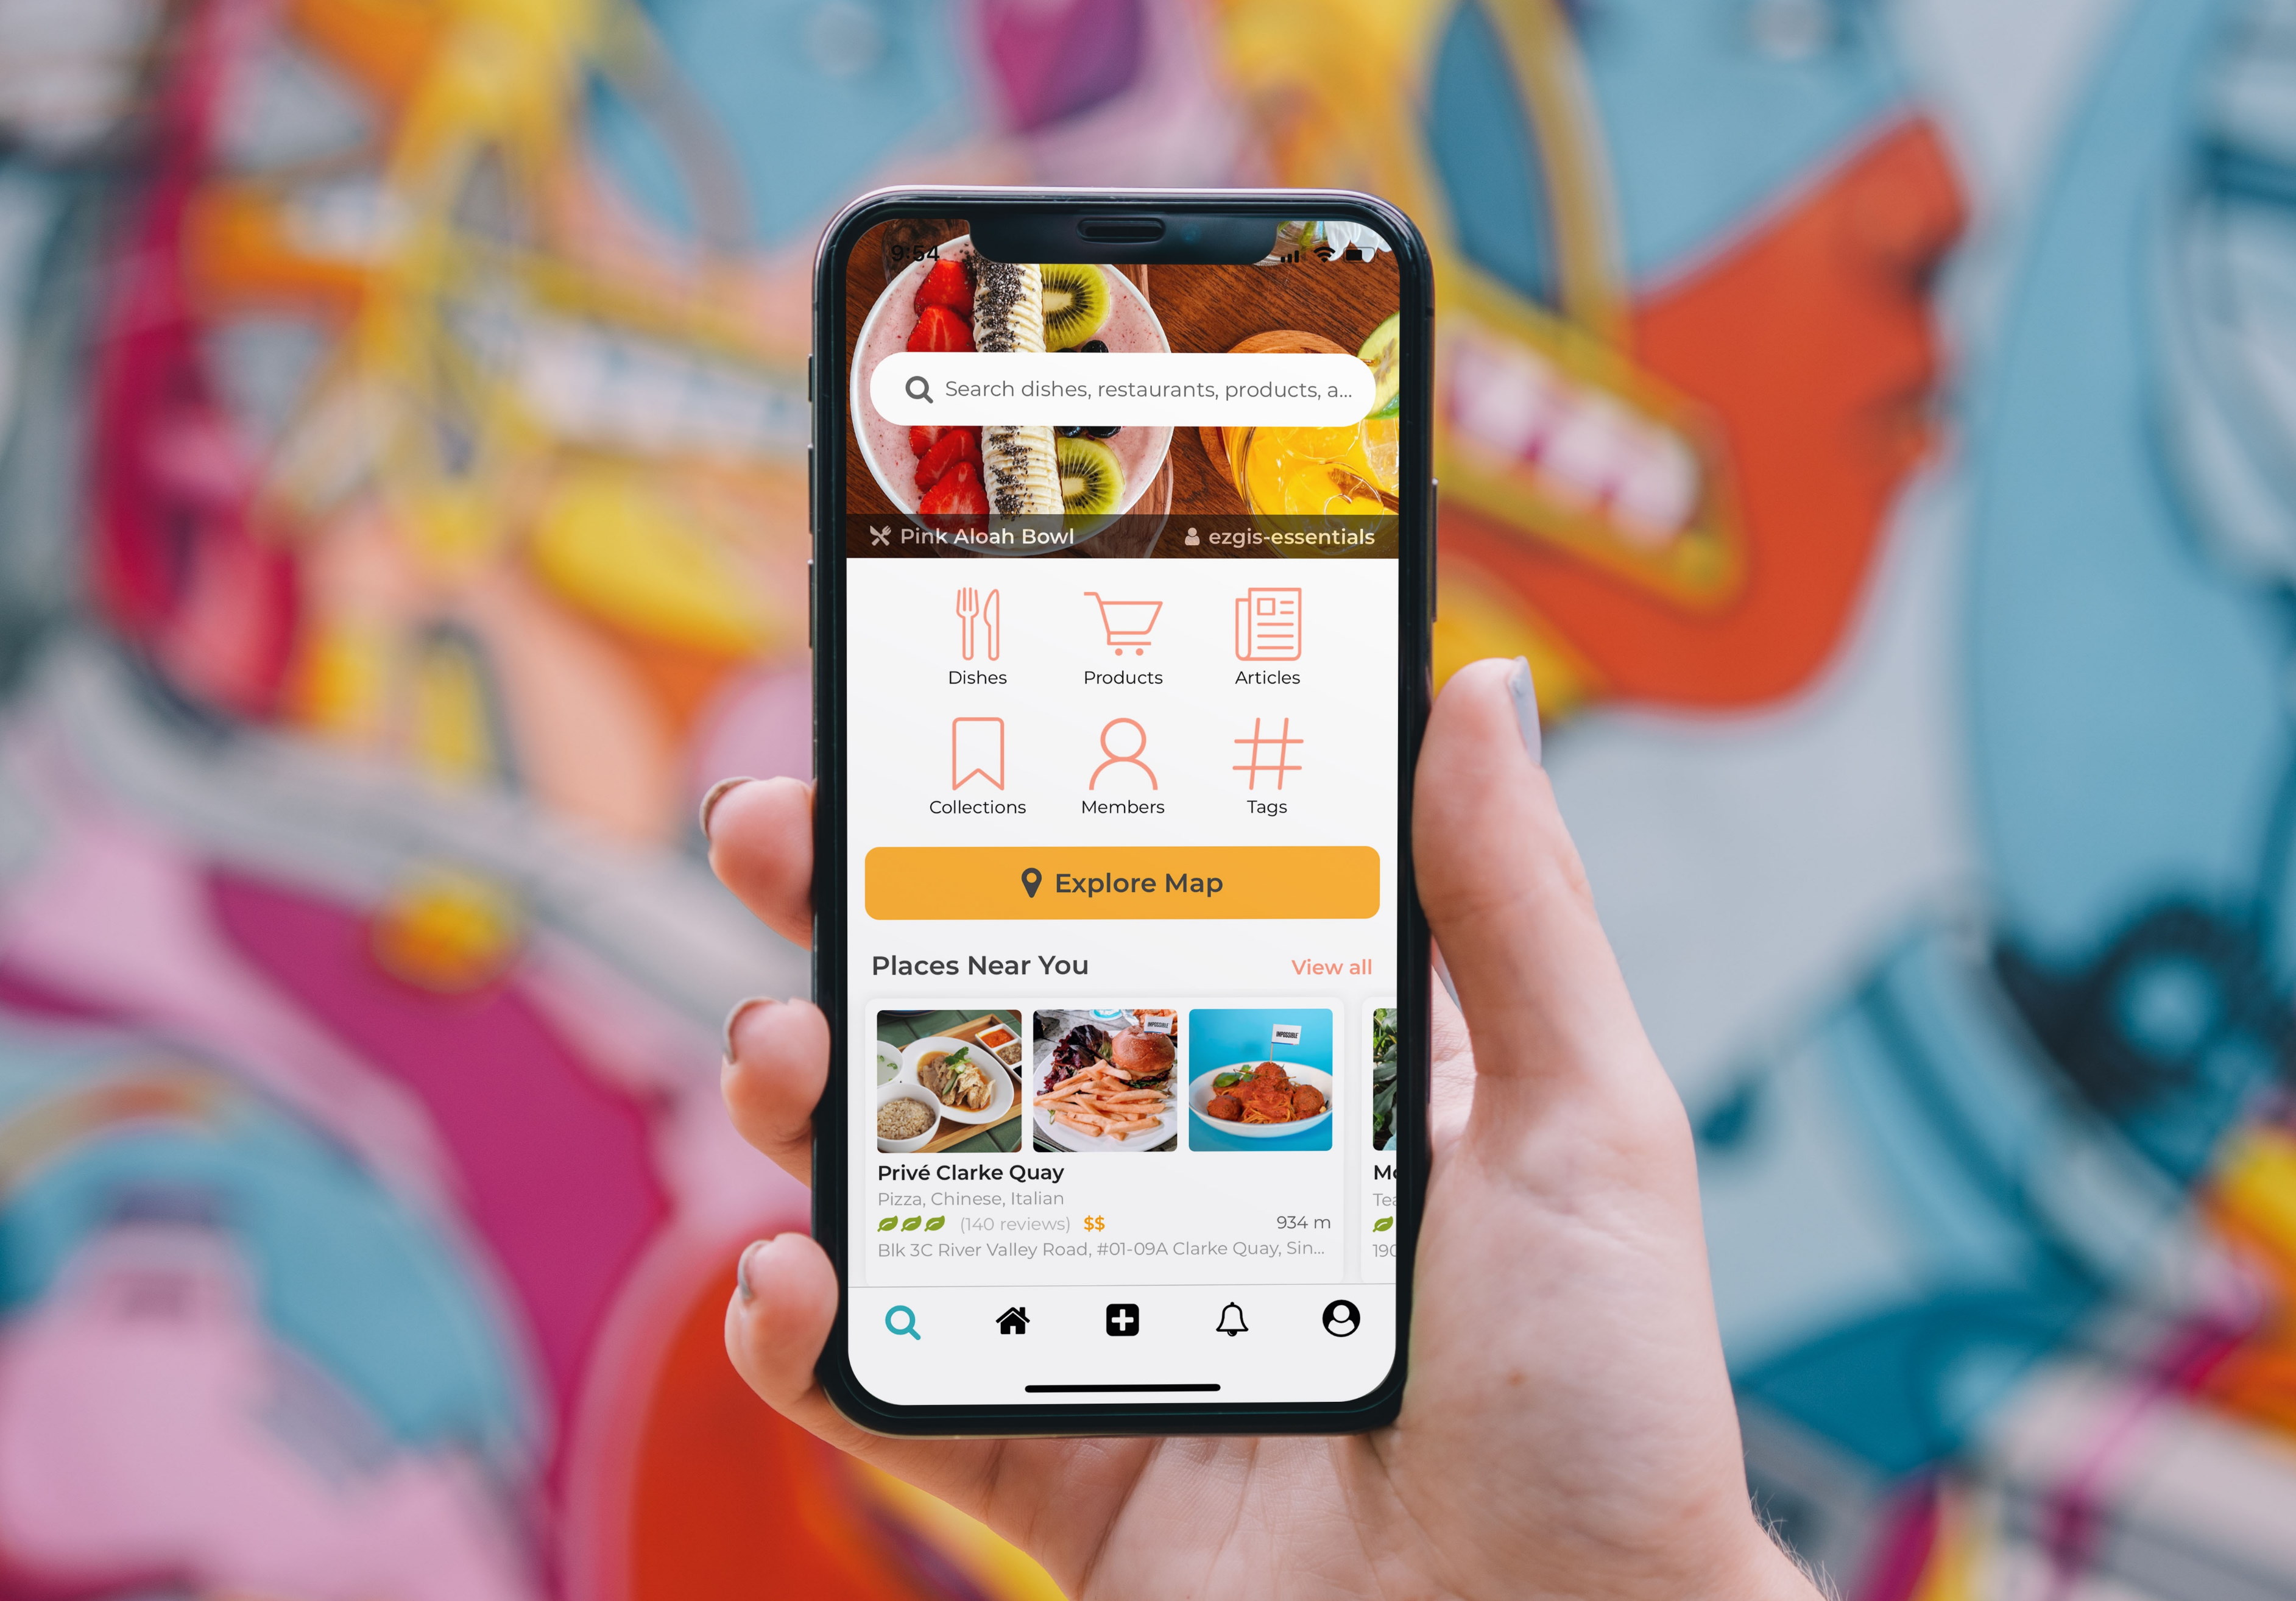 9:54
Search dishes, restaurants, products, a...
Pink Aloah Bowl
ezgis-essentials
Dishes
Products
Articles
Collections
Members
Tags
Explore Map
Places Near You
View all
IMPOSSIBLE
IMPOSSIBLE
Privé Clarke Quay
Pizza, Chinese, Italian
(140 reviews) $$
934 m
Blk 3C River Valley Road, #01-09A Clarke Quay, Sin...
190